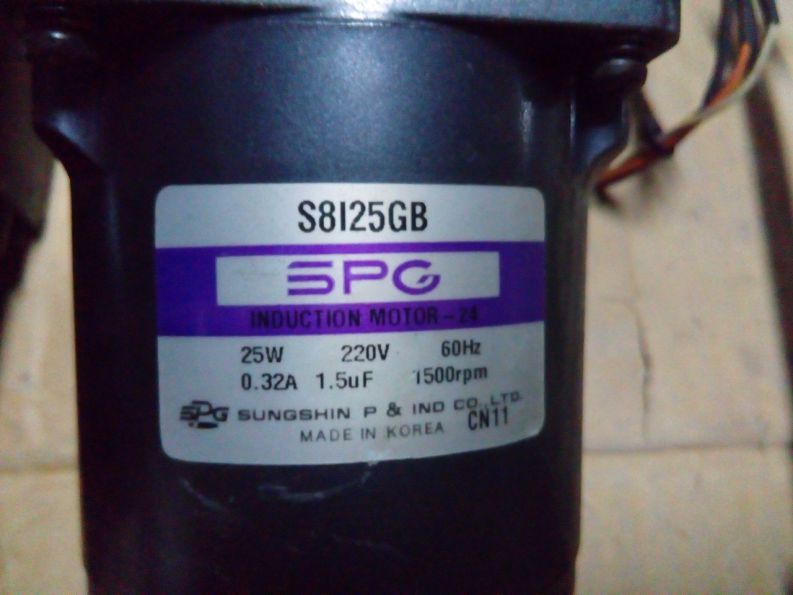 S8I25GB
SPG
INDUCTION MOTOR-24
25W 220V 60Hz
0.32A 1.5uF 1500rpm
SPG SUNGSHIN P & IND CO.,LTD.
MADE IN KOREA CN11